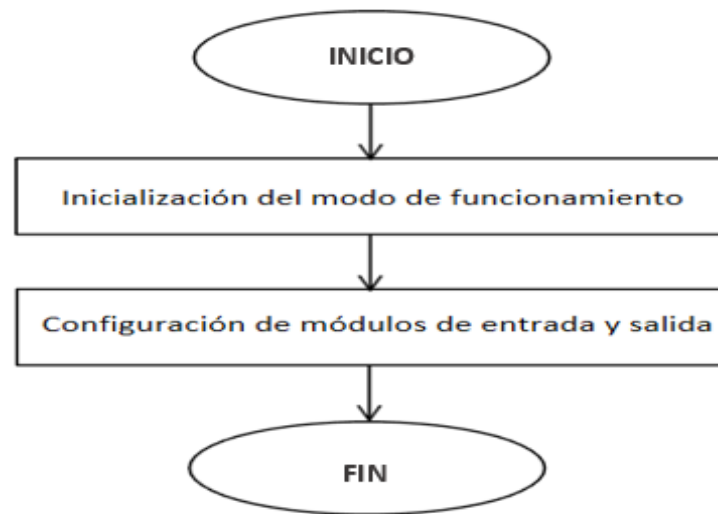 INICIO
Inicialización del modo de funcionamiento
Configuración de módulos de entrada y salida
FIN